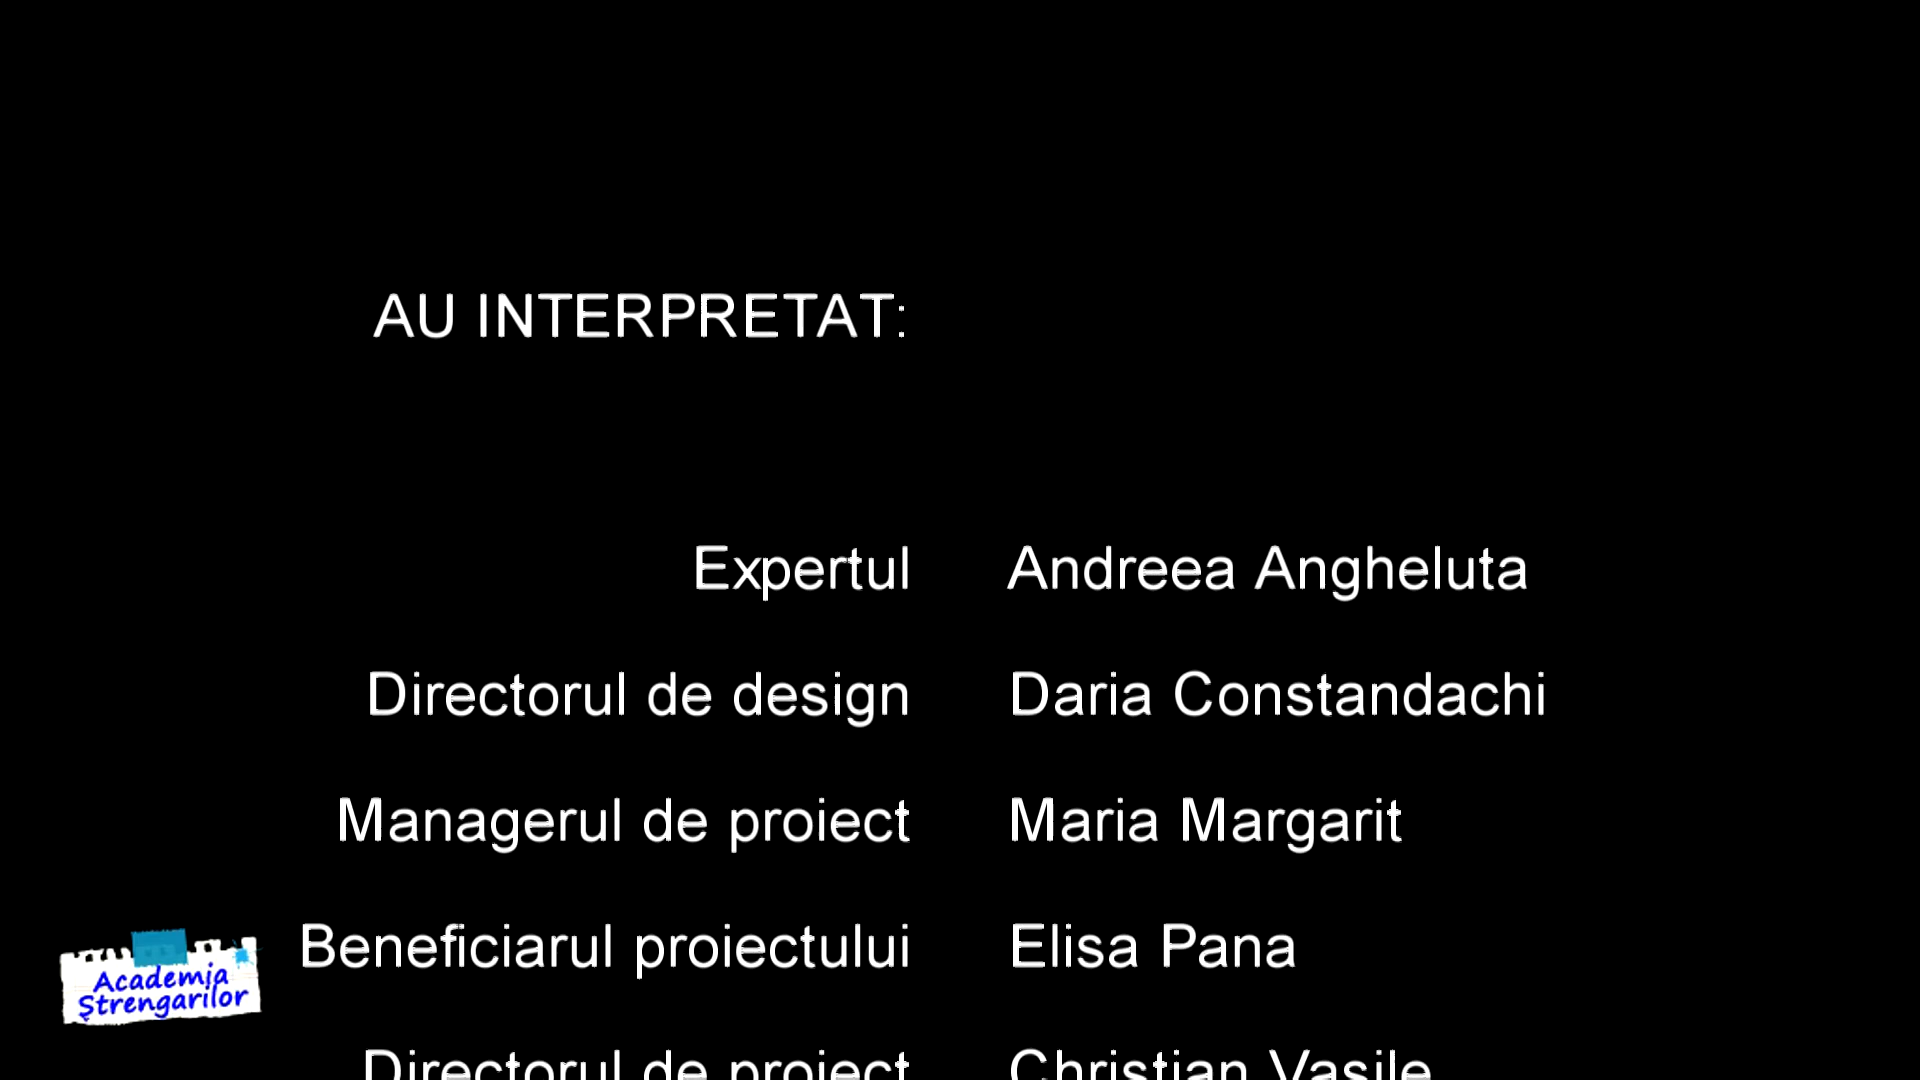 AU INTERPRETAT:
Expertul Andreea Angheluta
Directorul de design Daria Constandachi
Managerul de proiect Maria Margarit
Beneficiarul proiectului Elisa Pana
Directorul de proiect Christian Vasile
Academia
Ştrengarilor